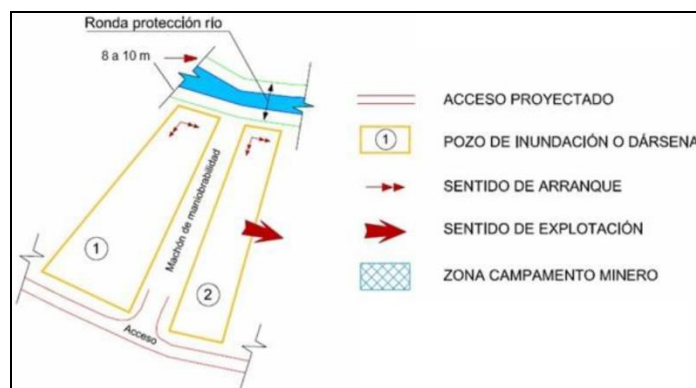 Ronda protección río
8 a 10 m
Machón de maniobrabilidad
1
2
Acceso
ACCESO PROYECTADO
1
POZO DE INUNDACIÓN O DÁRSENA
SENTIDO DE ARRANQUE
SENTIDO DE EXPLOTACIÓN
ZONA CAMPAMENTO MINERO